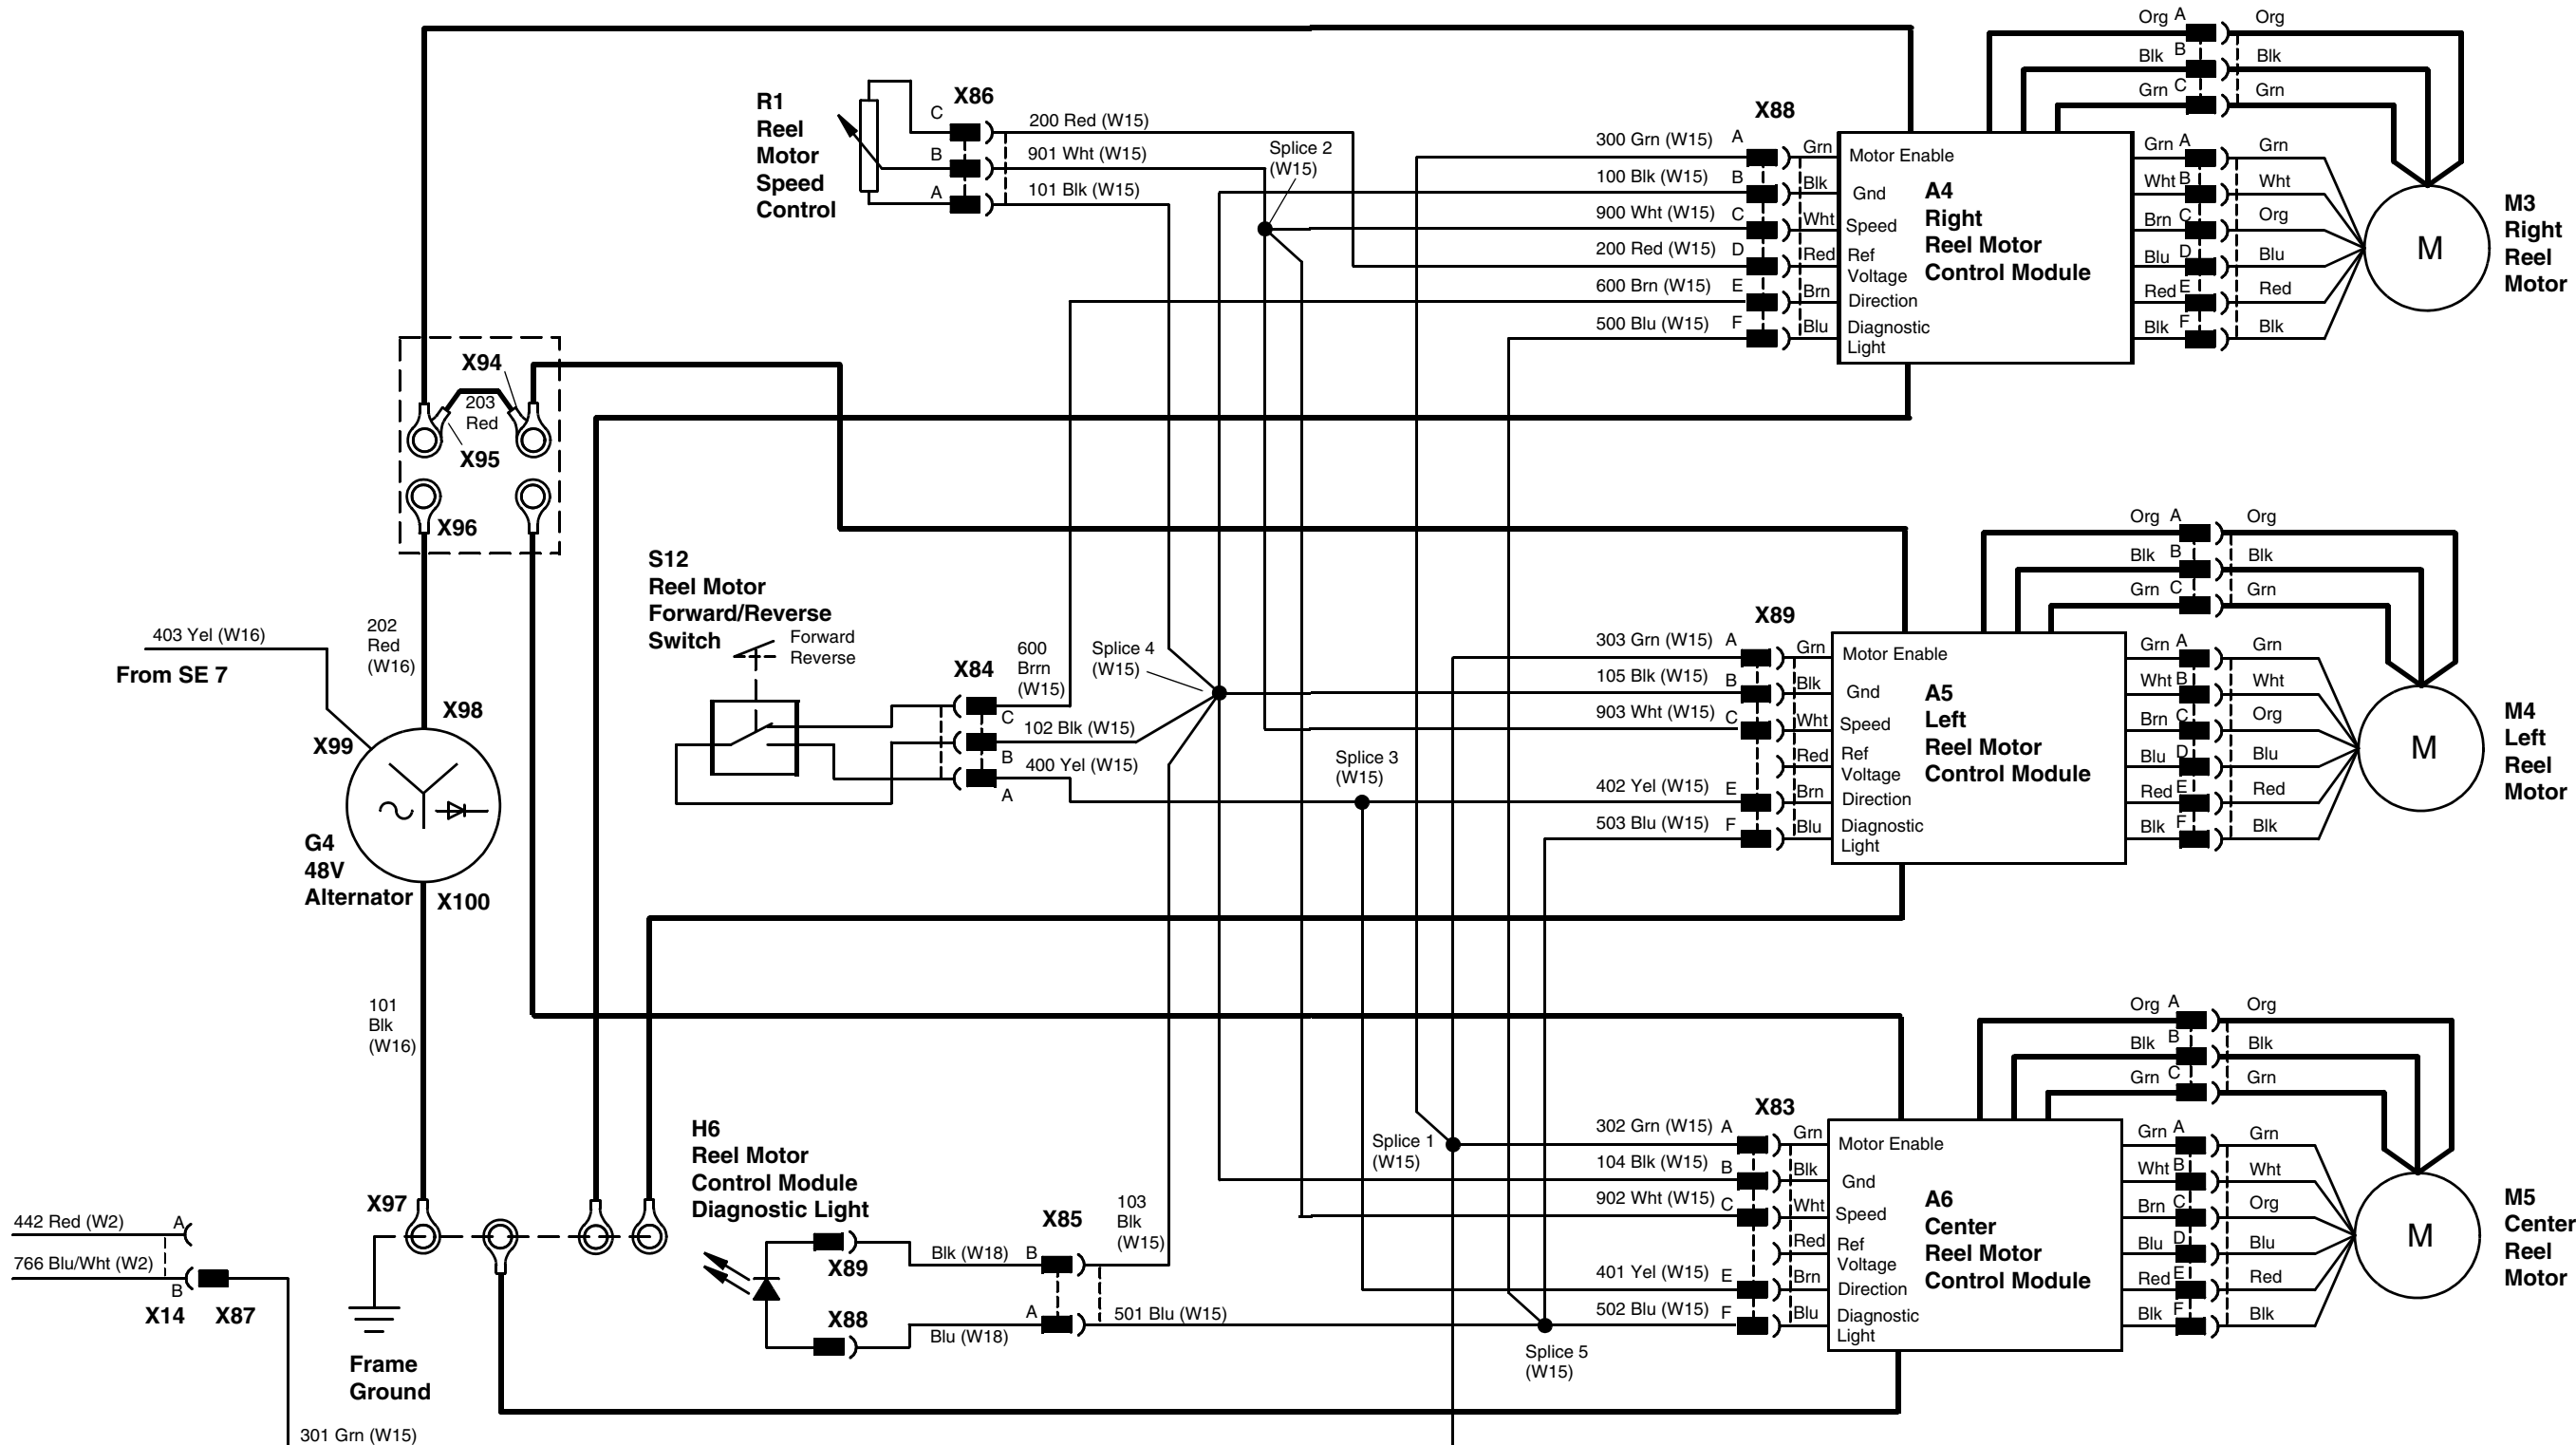 R1
Reel
Motor
Speed
Control
X86
C
B
A
200 Red (W15)
901 Wht (W15)
101 Blk (W15)
Splice 2
(W15)
X88
300 Grn (W15) A
100 Blk (W15) B
900 Wht (W15) C
200 Red (W15) D
600 Brn (W15) E
500 Blu (W15) F
Grn
Blk
Wht
Red
Brn
Blu
Motor Enable
Gnd
Speed
Ref
Voltage
Direction
Diagnostic
Light
A4
Right
Reel Motor
Control Module
Org A Org
Blk B Blk
Grn C Grn
Grn A Grn
Wht B Wht
Brn C Org
Blu D Blu
Red E Red
Blk F Blk
M
M3
Right
Reel
Motor
X94
203
Red
X95
X96
S12
Reel Motor
Forward/Reverse
Switch
Forward
Reverse
X84
C
B
A
600
Brrn
(W15)
102 Blk (W15)
400 Yel (W15)
Splice 4
(W15)
Splice 3
(W15)
403 Yel (W16)
From SE 7
202
Red
(W16)
X98
X99
G4
48V
Alternator
X100
X89
303 Grn (W15) A
105 Blk (W15) B
903 Wht (W15) C
402 Yel (W15) E
503 Blu (W15) F
Grn
Blk
Wht
Red
Brn
Blu
Motor Enable
Gnd
Speed
Ref
Voltage
Direction
Diagnostic
Light
A5
Left
Reel Motor
Control Module
Org A Org
Blk B Blk
Grn C Grn
Grn A Grn
Wht B Wht
Brn C Org
Blu D Blu
Red E Red
Blk F Blk
M
M4
Left
Reel
Motor
101
Blk
(W16)
X97
442 Red (W2) A
766 Blu/Wht (W2)
B
X14 X87
Frame
Ground
301 Grn (W15)
H6
Reel Motor
Control Module
Diagnostic Light
X89
X88
Blk (W18) B
Blu (W18)
A
X85
103
Blk
(W15)
501 Blu (W15)
Splice 1
(W15)
Splice 5
(W15)
X83
302 Grn (W15) A
104 Blk (W15) B
902 Wht (W15) C
401 Yel (W15) E
502 Blu (W15) F
Grn
Blk
Wht
Red
Brn
Blu
Motor Enable
Gnd
Speed
Ref
Voltage
Direction
Diagnostic
Light
A6
Center
Reel Motor
Control Module
Org A Org
Blk B Blk
Grn C Grn
Grn A Grn
Wht B Wht
Brn C Org
Blu D Blu
Red E Red
Blk F Blk
M
M5
Center
Reel
Motor